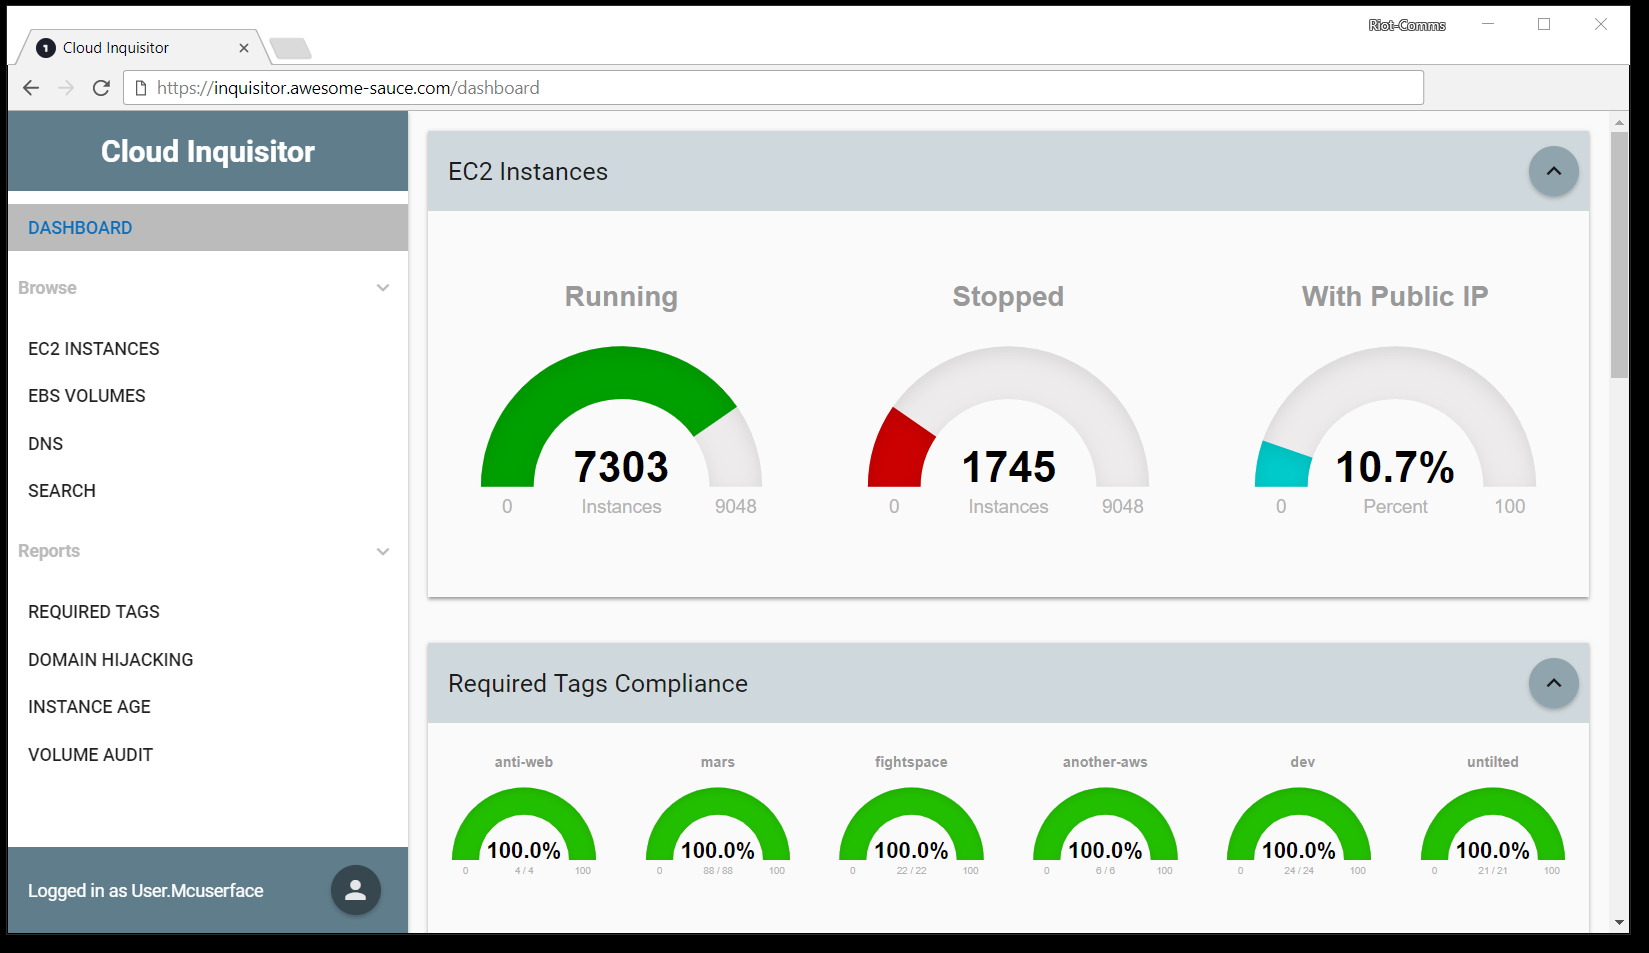 Riot-Comms
1 Cloud Inquisitor
https://inquisitor.awesome-sauce.com/dashboard
Cloud Inquisitor
DASHBOARD
Browse
EC2 INSTANCES
EBS VOLUMES
DNS
SEARCH
Reports
REQUIRED TAGS
DOMAIN HIJACKING
INSTANCE AGE
VOLUME AUDIT
Logged in as User.Mcuserface
EC2 Instances
Running Stopped With Public IP
7303 1745 10.7%
0 Instances 9048 0 Instances 9048 0 Percent 100
Required Tags Compliance
anti-web mars fightspace another-aws dev untilted
100.0% 100.0% 100.0% 100.0% 100.0% 100.0%
0 4 / 4 100 0 88 / 88 100 0 22 / 22 100 0 6 / 6 100 0 24 / 24 100 0 21 / 21 100